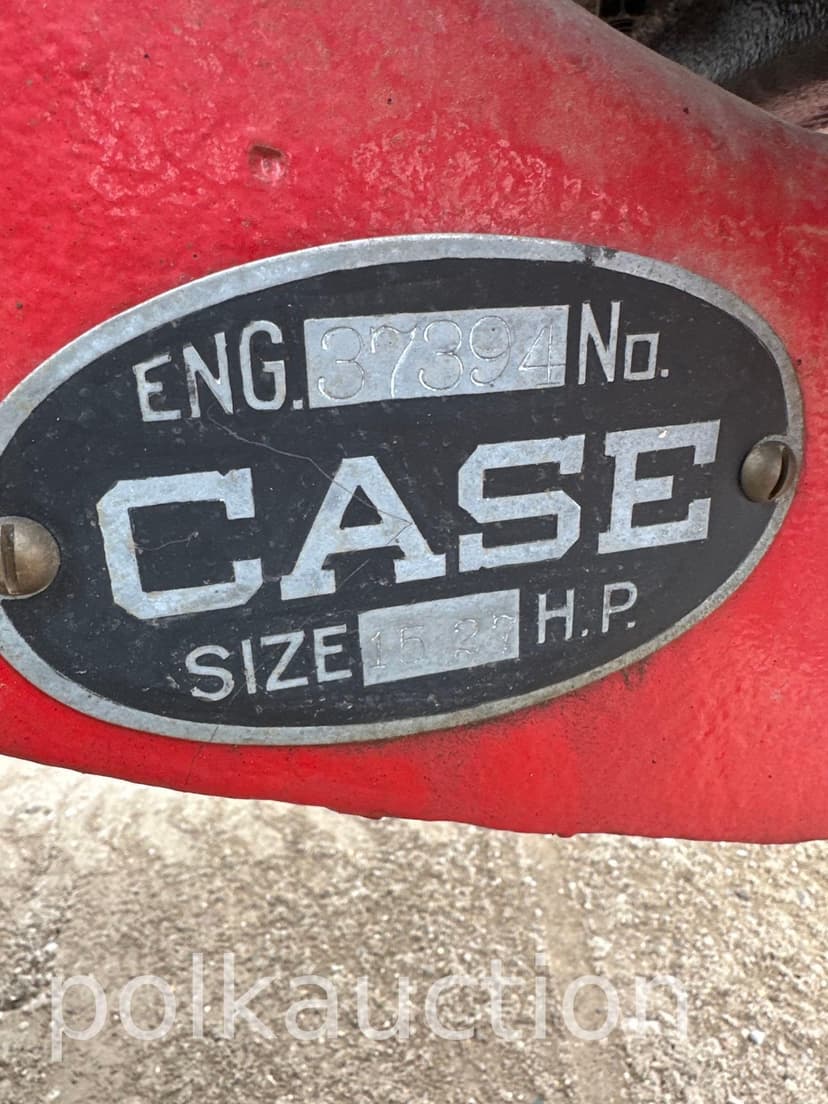 ENG. 37394 No.
CASE
SIZE 15 27 H.P.
polkauction